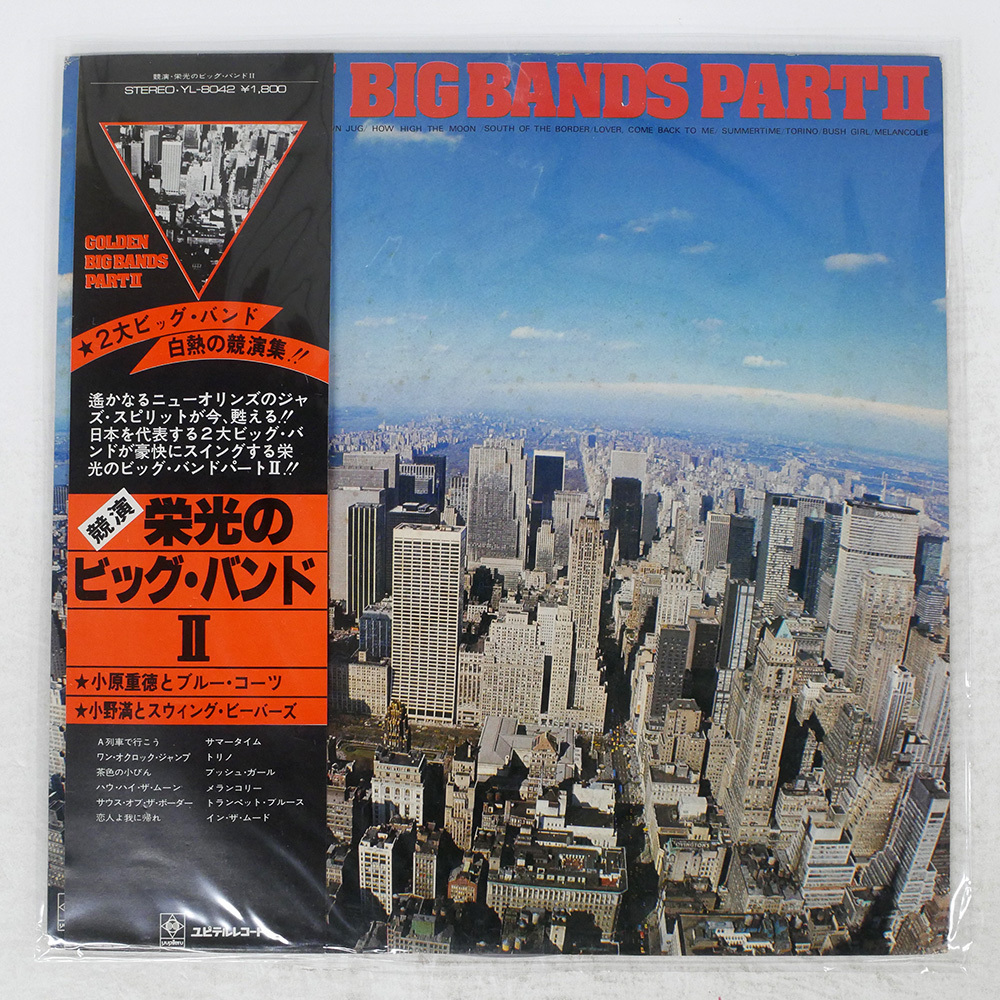 競演・栄光のビッグ・バンドII
STEREO・YL-8042 ¥1,800
GOLDEN
BIG BANDS
PART II
★2大ビッグ・バンド
白熱の競演集!!
遙かなるニューオリンズのジャ
ズ・スピリットが今、甦える!!
日本を代表する2大ビッグ・バ
ンドが豪快にスイングする栄
光のビッグ・バンドパートII.!!
競演
栄光の
ビッグ・バンド
II
★小原重徳とブルー・コーツ
★小野満とスウィング・ビーバーズ
A列車で行こう
ワン・オクロック・ジャンプ
茶色の小びん
ハウ・ハイ・ザ・ムーン
サウス・オブ・ザ・ボーダー
恋人よ我に帰れ
サマータイム
トリノ
ブッシュ・ガール
メランコリー
トランペット・ブルース
イン・ザ・ムード
yupiteru
ユピテルレコード
BIG BANDS PART II
JUG/HOW HIGH THE MOON/SOUTH OF THE BORDER/LOVER, COME BACK TO ME/SUMMERTIME/TORINO/BUSH GIRL/MELANCOLIE